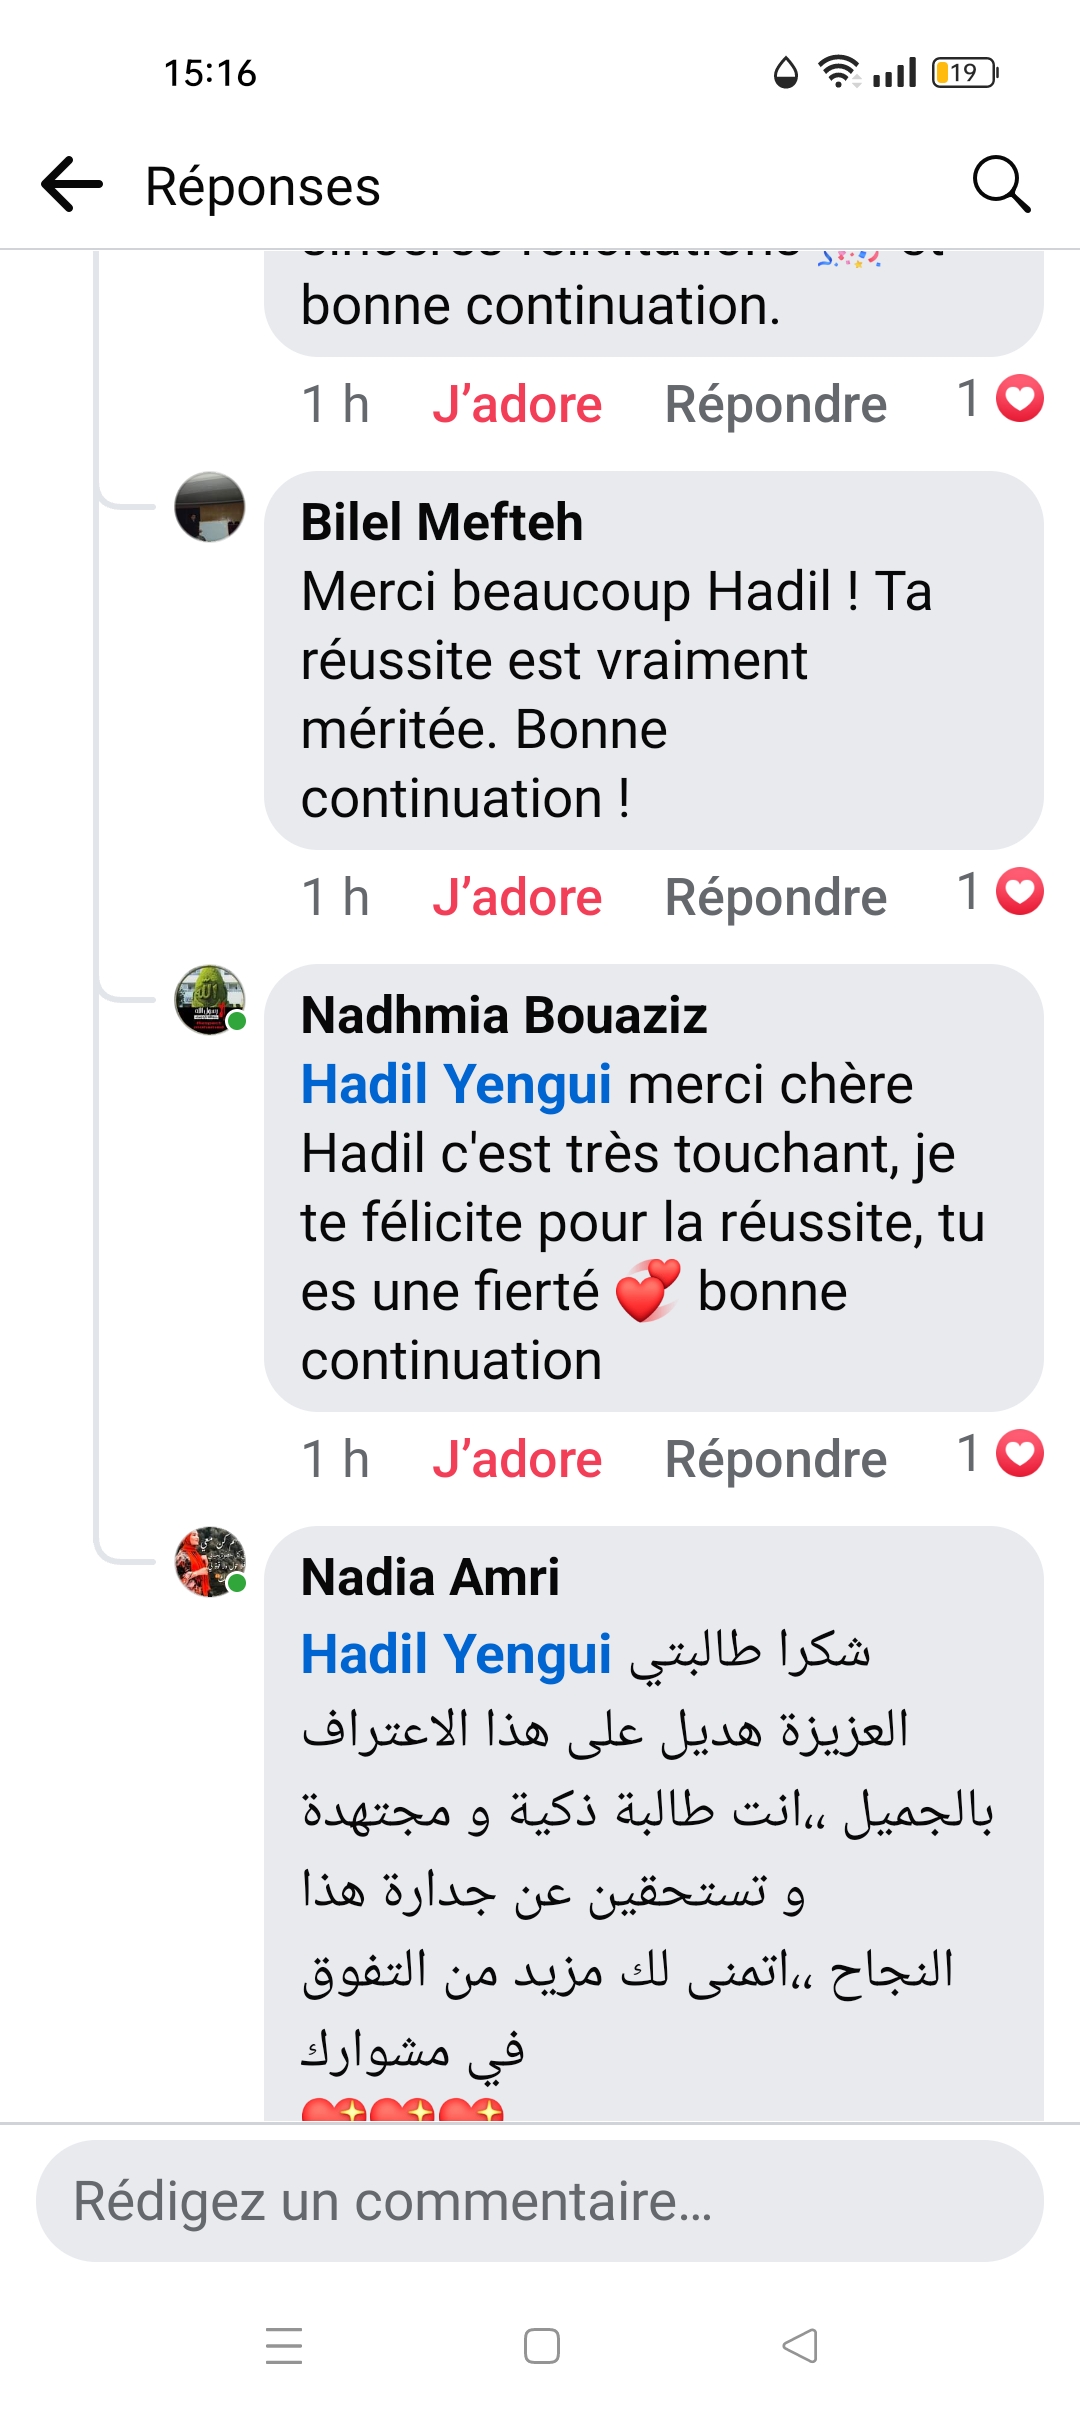 15:16
19
Réponses
sincères félicitations 🎊 et
bonne continuation.
1 h J’adore Répondre 1
Bilel Mefteh
Merci beaucoup Hadil ! Ta
réussite est vraiment
méritée. Bonne
continuation !
1 h J’adore Répondre 1
Nadhmia Bouaziz
Hadil Yengui merci chère
Hadil c'est très touchant, je
te félicite pour la réussite, tu
es une fierté 💞 bonne
continuation
1 h J’adore Répondre 1
Nadia Amri
Hadil Yengui شكرا طالبتي
العزيزة هديل على هذا الاعتراف
بالجميل ،،انت طالبة ذكية و مجتهدة
و تستحقين عن جدارة هذا
النجاح ،،اتمنى لك مزيد من التفوق
في مشوارك
Rédigez un commentaire...